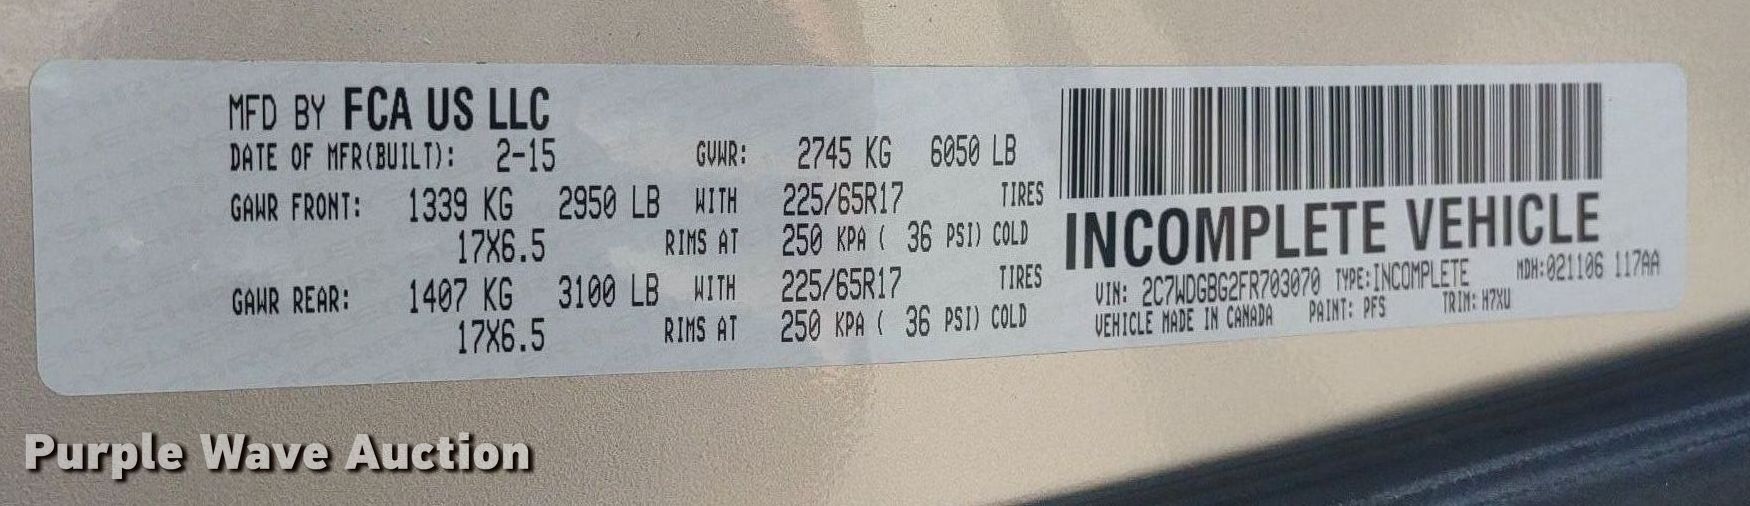 MFD BY FCA US LLC
DATE OF MFR(BUILT): 2-15 GVWR: 2745 KG 6050 LB
GAWR FRONT: 1339 KG 2950 LB WITH 225/65R17 TIRES
17X6.5 RIMS AT 250 KPA ( 36 PSI) COLD
GAWR REAR: 1407 KG 3100 LB WITH 225/65R17 TIRES
17X6.5 RIMS AT 250 KPA ( 36 PSI) COLD
INCOMPLETE VEHICLE
VIN: 2C7WDGBG2FR703070 TYPE:INCOMPLETE MDH:021106 117AA
VEHICLE MADE IN CANADA PAINT: PFS TRIM: H7XU
Purple Wave Auction